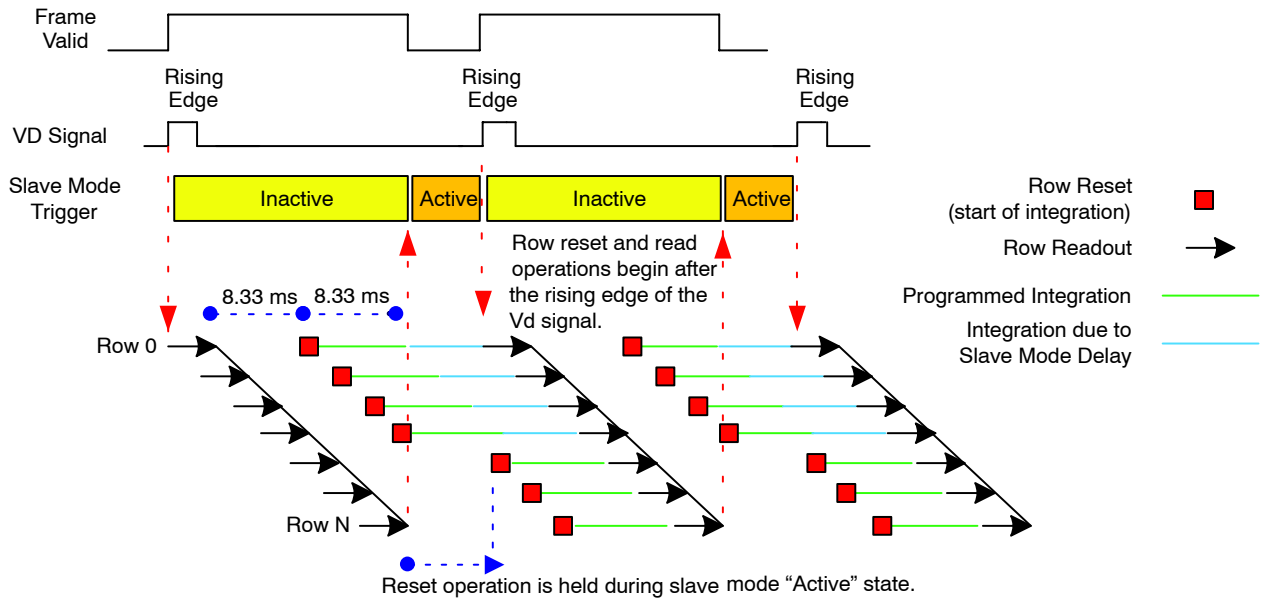 Frame
Valid
Rising
Edge
Rising
Edge
Rising
Edge
VD Signal
Slave Mode
Trigger
Inactive
Active
Inactive
Active
Row Reset
(start of integration)
Row Readout
Programmed Integration
Integration due to
Slave Mode Delay
Row reset and read
operations begin after
the rising edge of the
Vd signal.
8.33 ms
8.33 ms
Row 0
Row N
Reset operation is held during slave mode “Active” state.